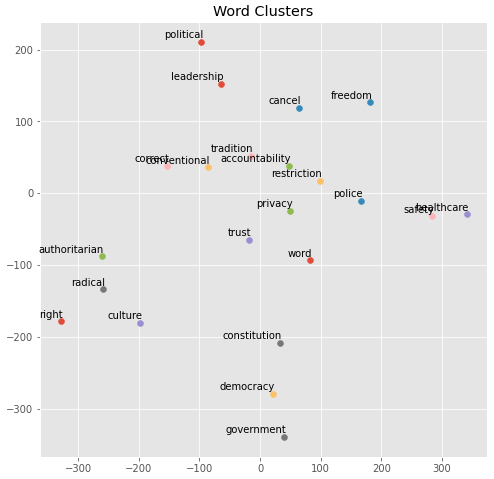 Word Clusters
political
leadership
cancel
freedom
tradition
correct
conventional
accountability
restriction
police
privacy
safety
healthcare
trust
word
authoritarian
radical
right
culture
constitution
democracy
government
200
100
0
−100
−200
−300
−300 −200 −100 0 100 200 300